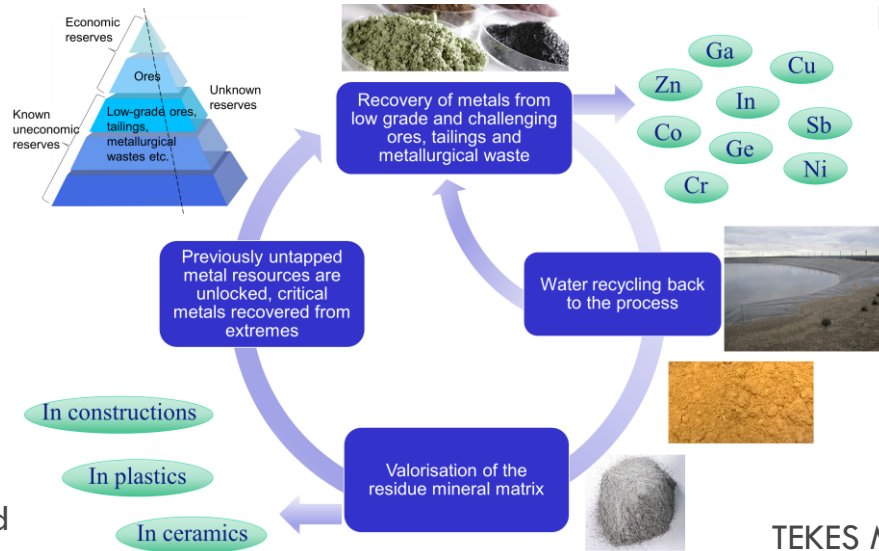 Economic
reserves
Ores
Unknown
reserves
Known
uneconomic
reserves
Low-grade ores,
tailings,
metallurgical
wastes etc.
Recovery of metals from
low grade and challenging
ores, tailings and
metallurgical waste
Ga
Cu
Zn
In
Co
Sb
Ge
Ni
Cr
Previously untapped
metal resources are
unlocked, critical
metals recovered from
extremes
Water recycling back
to the process
In constructions
In plastics
In ceramics
Valorisation of the
residue mineral matrix
d
TEKES